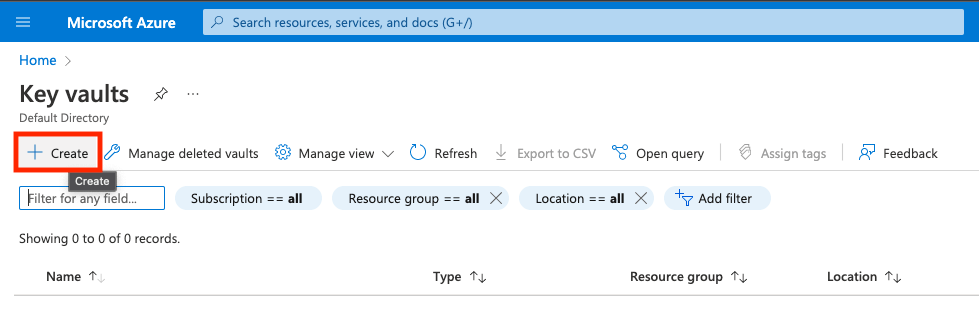 Microsoft Azure
Search resources, services, and docs (G+/)
Home
Key vaults
Default Directory
Create Manage deleted vaults Manage view Refresh Export to CSV Open query Assign tags Feedback
Create
Filter for any field... Subscription == all Resource group == all Location == all Add filter
Showing 0 to 0 of 0 records.
Name Type Resource group Location